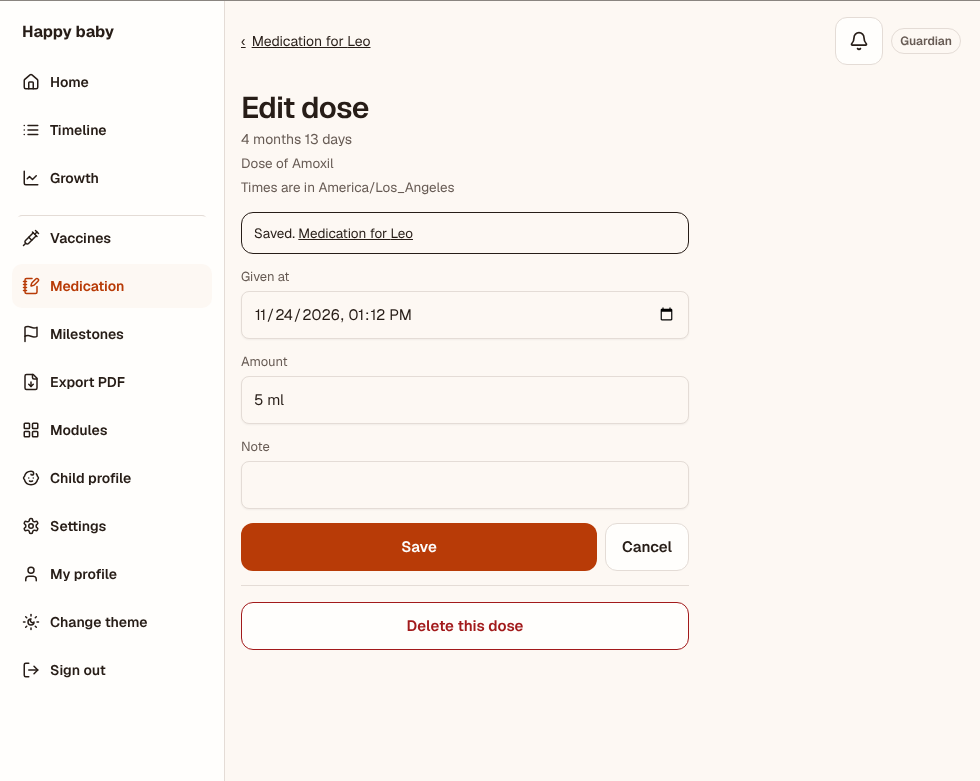 Happy baby
Home
Timeline
Growth
Vaccines
Medication
Milestones
Export PDF
Modules
Child profile
Settings
My profile
Change theme
Sign out
‹ Medication for Leo
Guardian
Edit dose
4 months 13 days
Dose of Amoxil
Times are in America/Los_Angeles
Saved. Medication for Leo
Given at
11/24/2026, 01:12 PM
Amount
5 ml
Note
Save
Cancel
Delete this dose